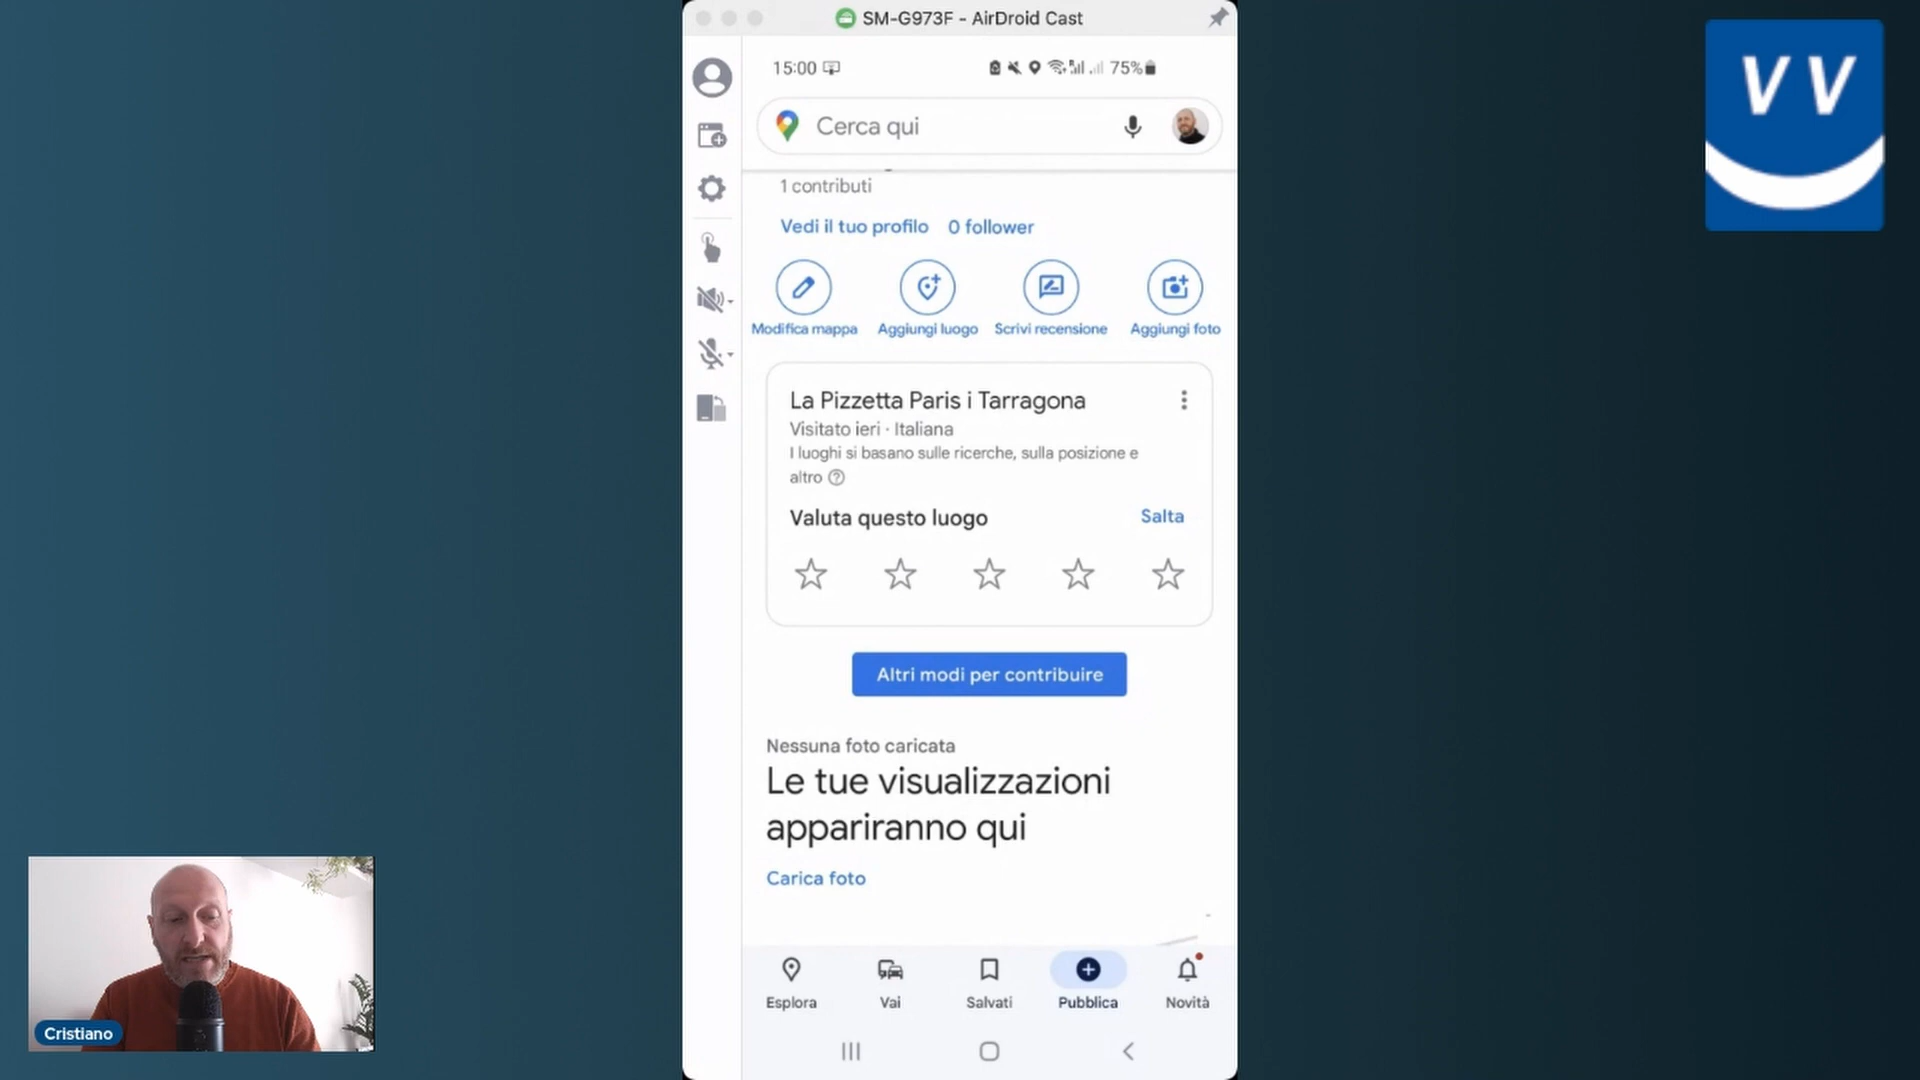 SM-G973F - AirDroid Cast
VV
15:00
75%
Cerca qui
1 contributi
Vedi il tuo profilo
0 follower
Modifica mappa
Aggiungi luogo
Scrivi recensione
Aggiungi foto
La Pizzetta Paris i Tarragona
Visitato ieri · Italiana
I luoghi si basano sulle ricerche, sulla posizione e
altro
Valuta questo luogo
Salta
Altri modi per contribuire
Nessuna foto caricata
Le tue visualizzazioni
appariranno qui
Carica foto
Esplora
Vai
Salvati
Pubblica
Novità
Cristiano